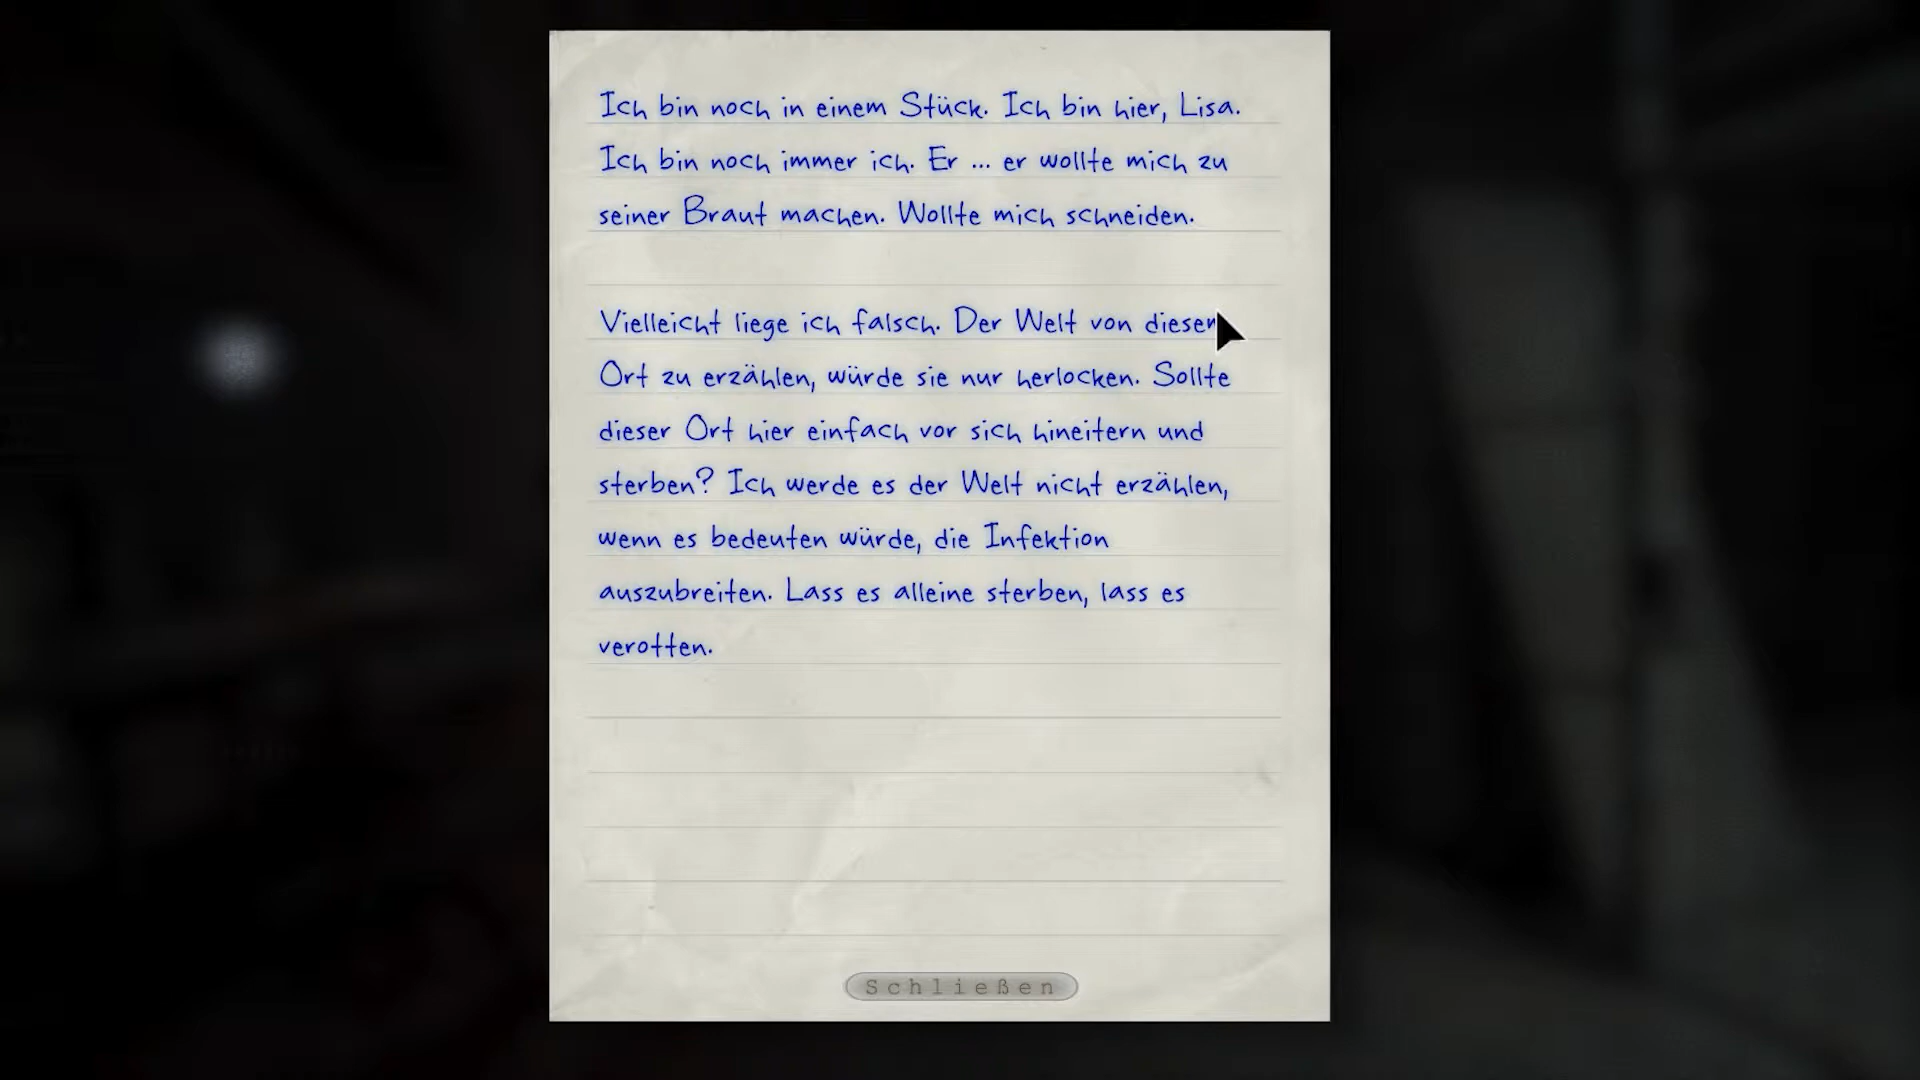 Ich bin noch in einem Stück. Ich bin hier, Lisa.
Ich bin noch immer ich. Er ... er wollte mich zu
seiner Braut machen. Wollte mich schneiden.
Vielleicht liege ich falsch. Der Welt von diesem
Ort zu erzählen, würde sie nur herlocken. Sollte
dieser Ort hier einfach vor sich hineitern und
sterben? Ich werde es der Welt nicht erzählen,
wenn es bedeuten würde, die Infektion
auszubreiten. Lass es alleine sterben, lass es
verotten.
Schließen